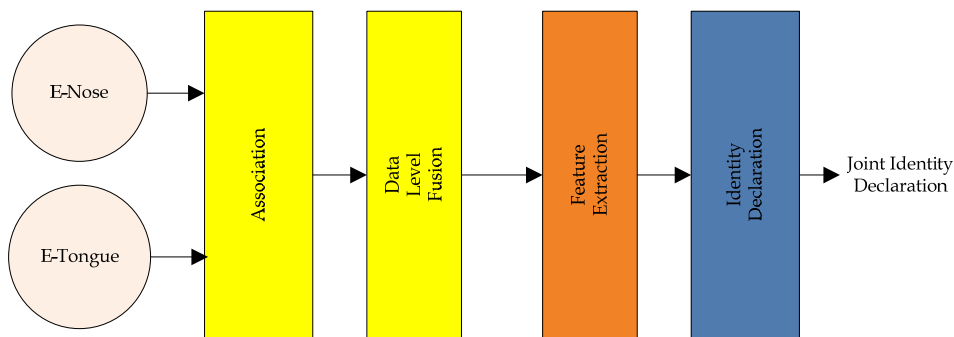 E-Nose
E-Tongue
Association
Data
Level
Fusion
Feature
Extraction
Identity
Declaration
Joint Identity
Declaration